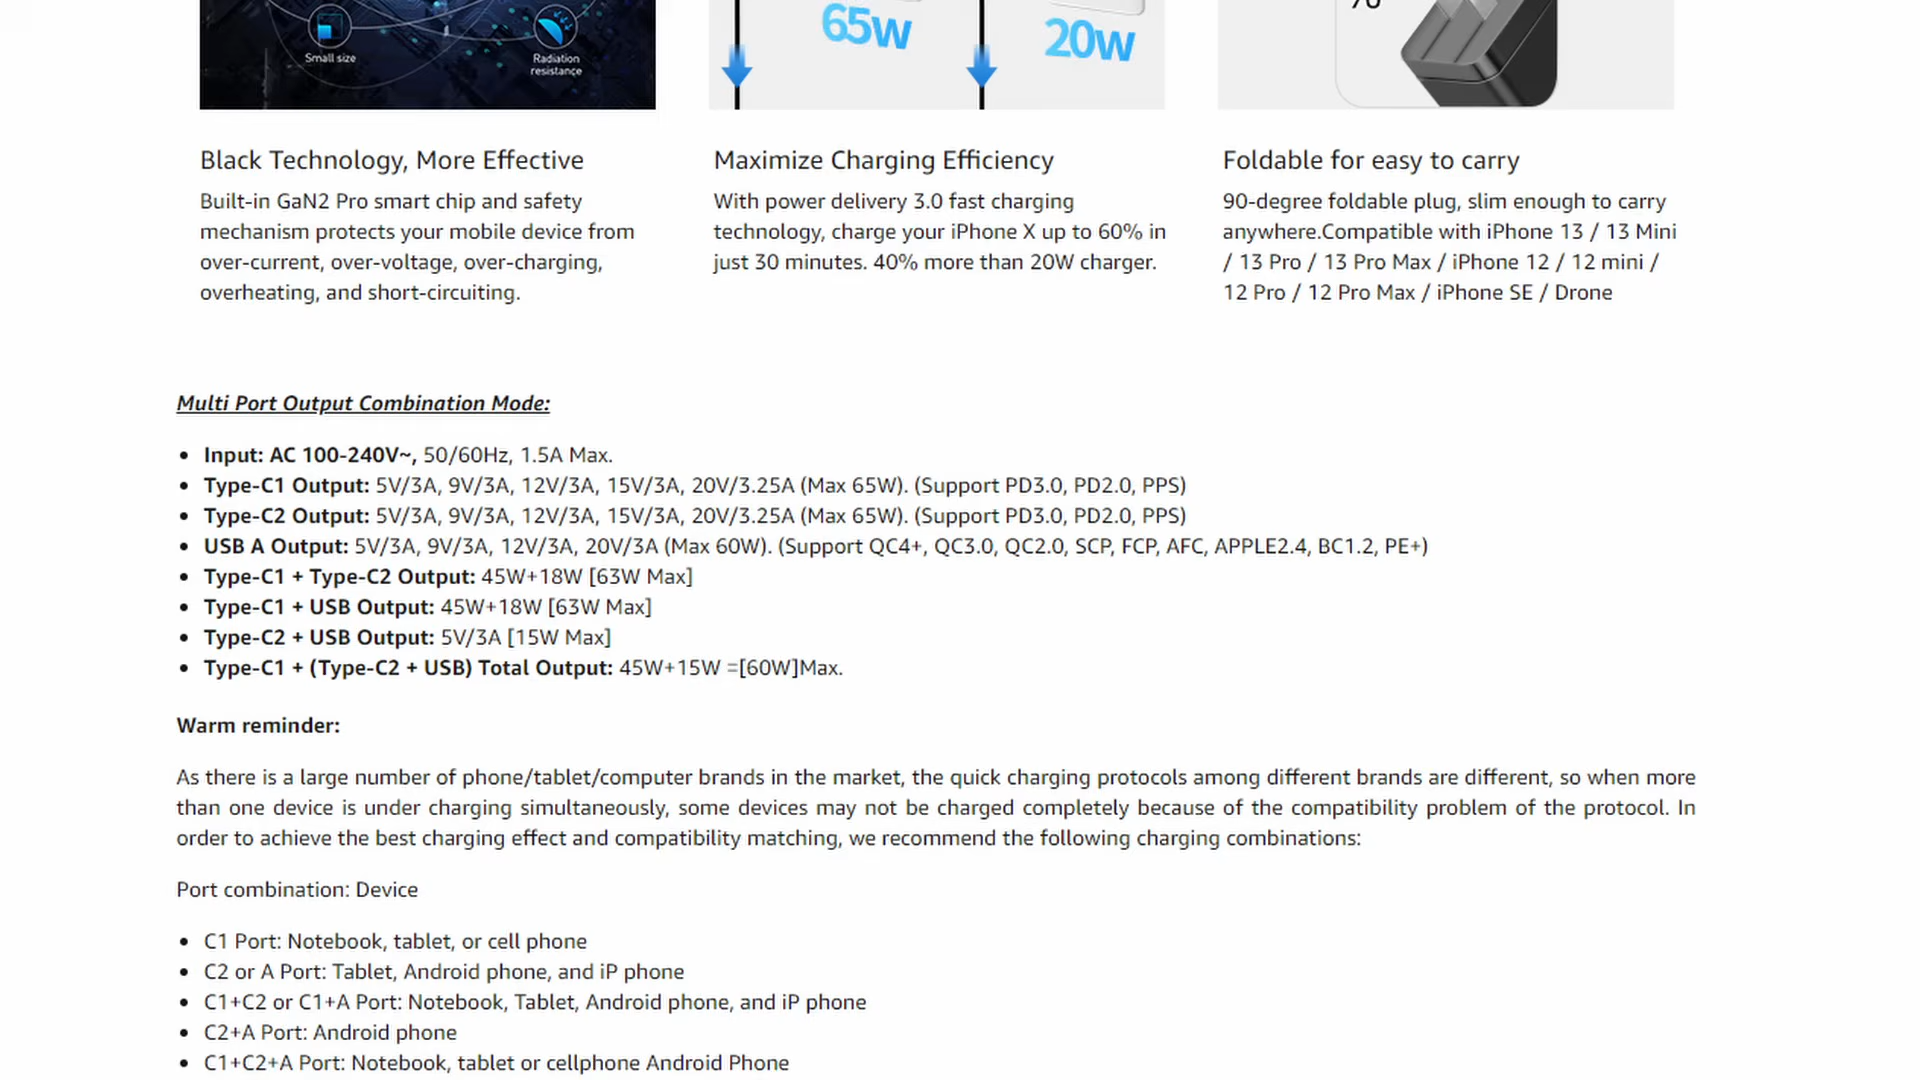 65W
20W
Small size
Radiation
resistance
Black Technology, More Effective
Built-in GaN2 Pro smart chip and safety
mechanism protects your mobile device from
over-current, over-voltage, over-charging,
overheating, and short-circuiting.
Maximize Charging Efficiency
With power delivery 3.0 fast charging
technology, charge your iPhone X up to 60% in
just 30 minutes. 40% more than 20W charger.
Foldable for easy to carry
90-degree foldable plug, slim enough to carry
anywhere.Compatible with iPhone 13 / 13 Mini
/ 13 Pro / 13 Pro Max / iPhone 12 / 12 mini /
12 Pro / 12 Pro Max / iPhone SE / Drone
Multi Port Output Combination Mode:
• Input: AC 100-240V~, 50/60Hz, 1.5A Max.
• Type-C1 Output: 5V/3A, 9V/3A, 12V/3A, 15V/3A, 20V/3.25A (Max 65W). (Support PD3.0, PD2.0, PPS)
• Type-C2 Output: 5V/3A, 9V/3A, 12V/3A, 15V/3A, 20V/3.25A (Max 65W). (Support PD3.0, PD2.0, PPS)
• USB A Output: 5V/3A, 9V/3A, 12V/3A, 20V/3A (Max 60W). (Support QC4+, QC3.0, QC2.0, SCP, FCP, AFC, APPLE2.4, BC1.2, PE+)
• Type-C1 + Type-C2 Output: 45W+18W [63W Max]
• Type-C1 + USB Output: 45W+18W [63W Max]
• Type-C2 + USB Output: 5V/3A [15W Max]
• Type-C1 + (Type-C2 + USB) Total Output: 45W+15W =[60W]Max.
Warm reminder:
As there is a large number of phone/tablet/computer brands in the market, the quick charging protocols among different brands are different, so when more
than one device is under charging simultaneously, some devices may not be charged completely because of the compatibility problem of the protocol. In
order to achieve the best charging effect and compatibility matching, we recommend the following charging combinations:
Port combination: Device
• C1 Port: Notebook, tablet, or cell phone
• C2 or A Port: Tablet, Android phone, and iP phone
• C1+C2 or C1+A Port: Notebook, Tablet, Android phone, and iP phone
• C2+A Port: Android phone
• C1+C2+A Port: Notebook, tablet or cellphone Android Phone